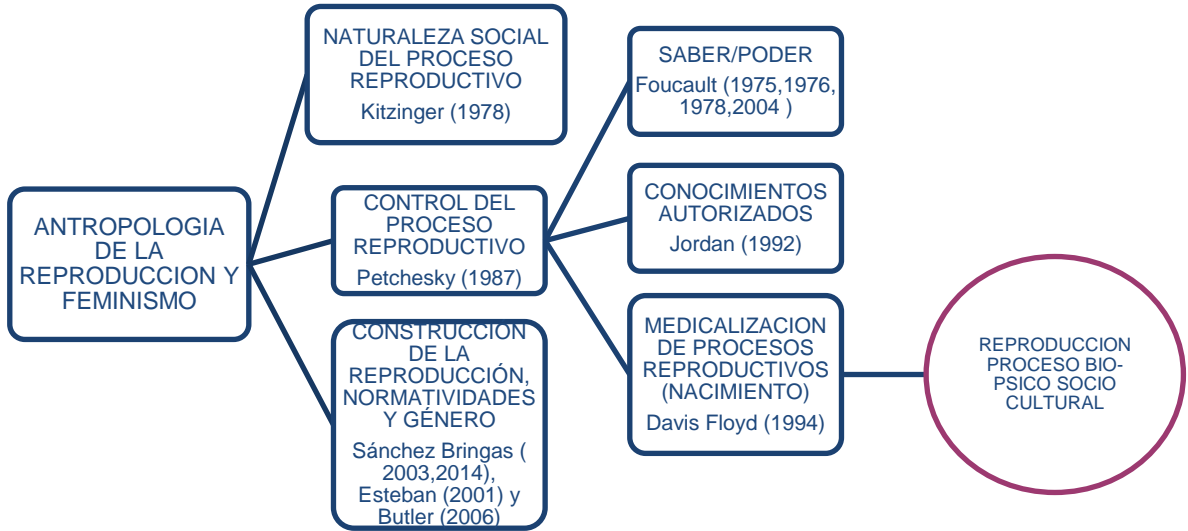 ANTROPOLOGIA
DE LA
REPRODUCCION Y
FEMINISMO
NATURALEZA SOCIAL
DEL PROCESO
REPRODUCTIVO
Kitzinger (1978)
CONTROL DEL
PROCESO
REPRODUCTIVO
Petchesky (1987)
CONSTRUCCION
DE LA
REPRODUCCIÓN,
NORMATIVIDADES
Y GÉNERO
Sánchez Bringas (
2003,2014),
Esteban (2001) y
Butler (2006)
SABER/PODER
Foucault (1975,1976,
1978,2004 )
CONOCIMIENTOS
AUTORIZADOS
Jordan (1992)
MEDICALIZACION
DE PROCESOS
REPRODUCTIVOS
(NACIMIENTO)
Davis Floyd (1994)
REPRODUCCION
PROCESO BIO-
PSICO SOCIO
CULTURAL